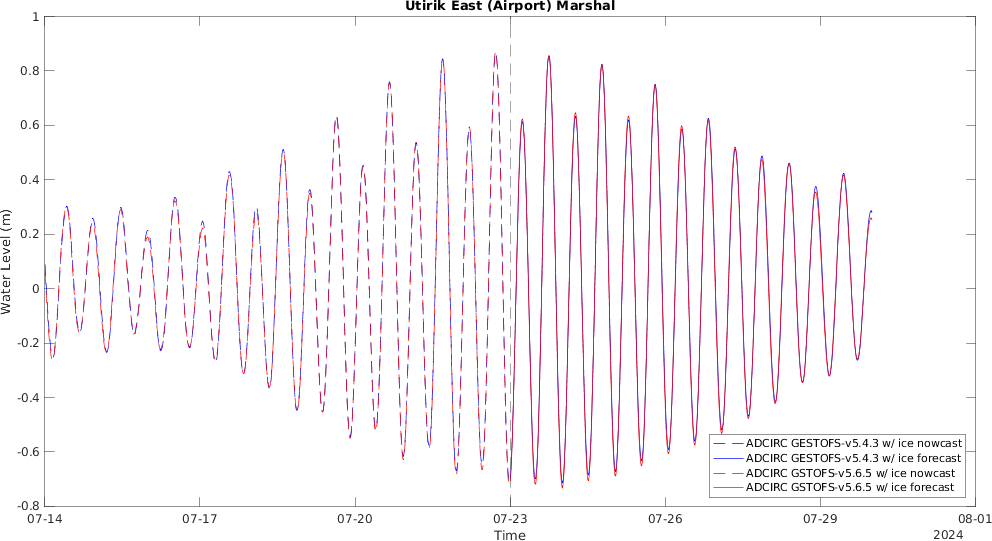 Utirik East (Airport) Marshal
1
0.8
0.6
0.4
0.2
0
-0.2
-0.4
-0.6
-0.8
Water Level (m)
07-14 07-17 07-20 07-23 07-26 07-29 08-01
Time
2024
ADCIRC GESTOFS-v5.4.3 w/ ice nowcast
ADCIRC GESTOFS-v5.4.3 w/ ice forecast
ADCIRC GSTOFS-v5.6.5 w/ ice nowcast
ADCIRC GSTOFS-v5.6.5 w/ ice forecast